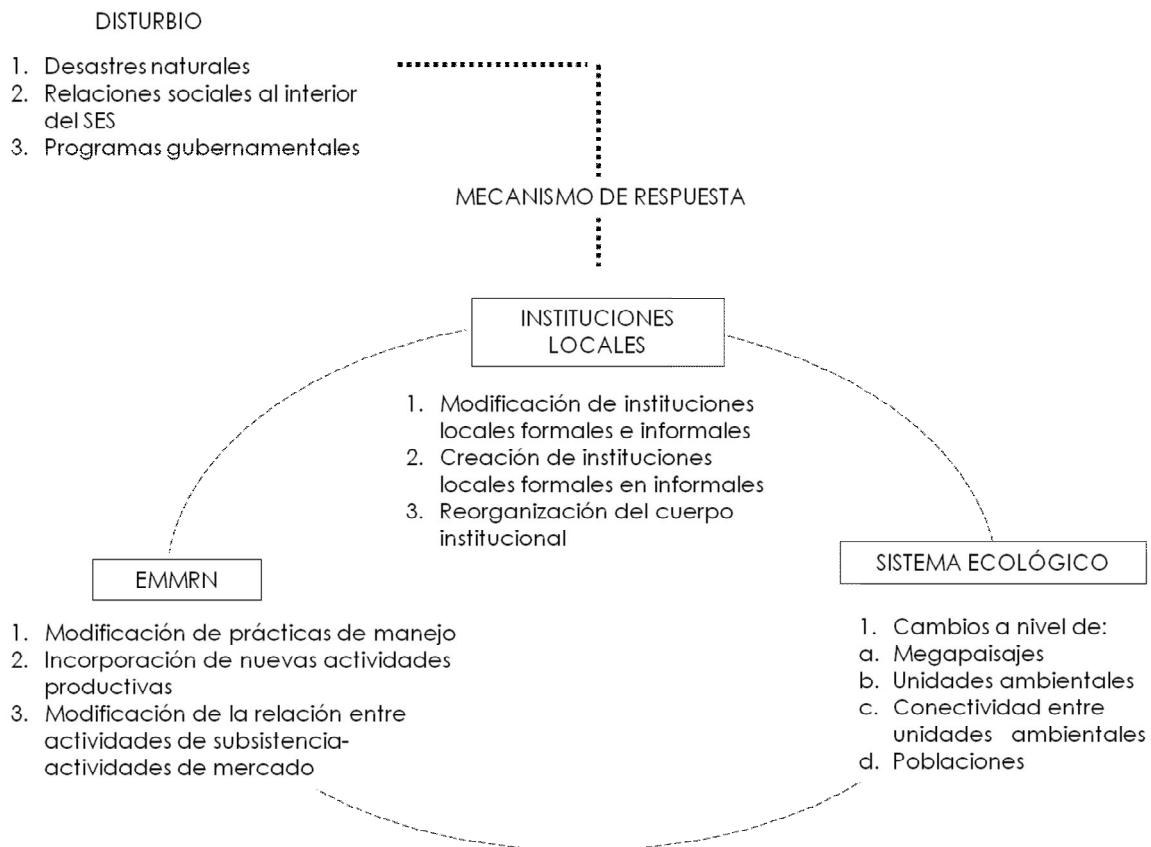 DISTURBIO
1. Desastres naturales
2. Relaciones sociales al interior
del SES
3. Programas gubernamentales
MECANISMO DE RESPUESTA
INSTITUCIONES
LOCALES
1. Modificación de instituciones
locales formales e informales
2. Creación de instituciones
locales formales en informales
3. Reorganización del cuerpo
institucional
EMMRN
1. Modificación de prácticas de manejo
2. Incorporación de nuevas actividades
productivas
3. Modificación de la relación entre
actividades de subsistencia-
actividades de mercado
SISTEMA ECOLÓGICO
1. Cambios a nivel de:
a. Megapaisajes
b. Unidades ambientales
c. Conectividad entre
unidades ambientales
d. Poblaciones